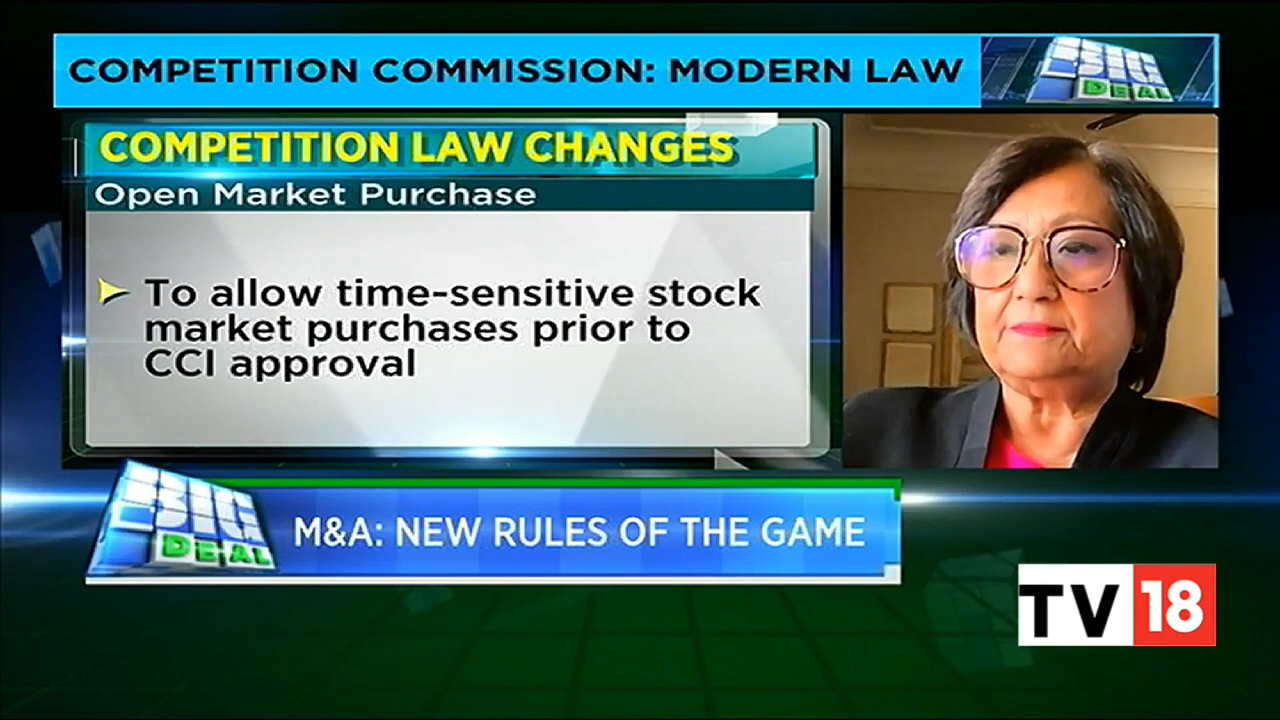 COMPETITION COMMISSION: MODERN LAW
BIG
DEAL
COMPETITION LAW CHANGES
Open Market Purchase
To allow time-sensitive stock
market purchases prior to
CCI approval
BIG
DEAL
M&A: NEW RULES OF THE GAME
TV18